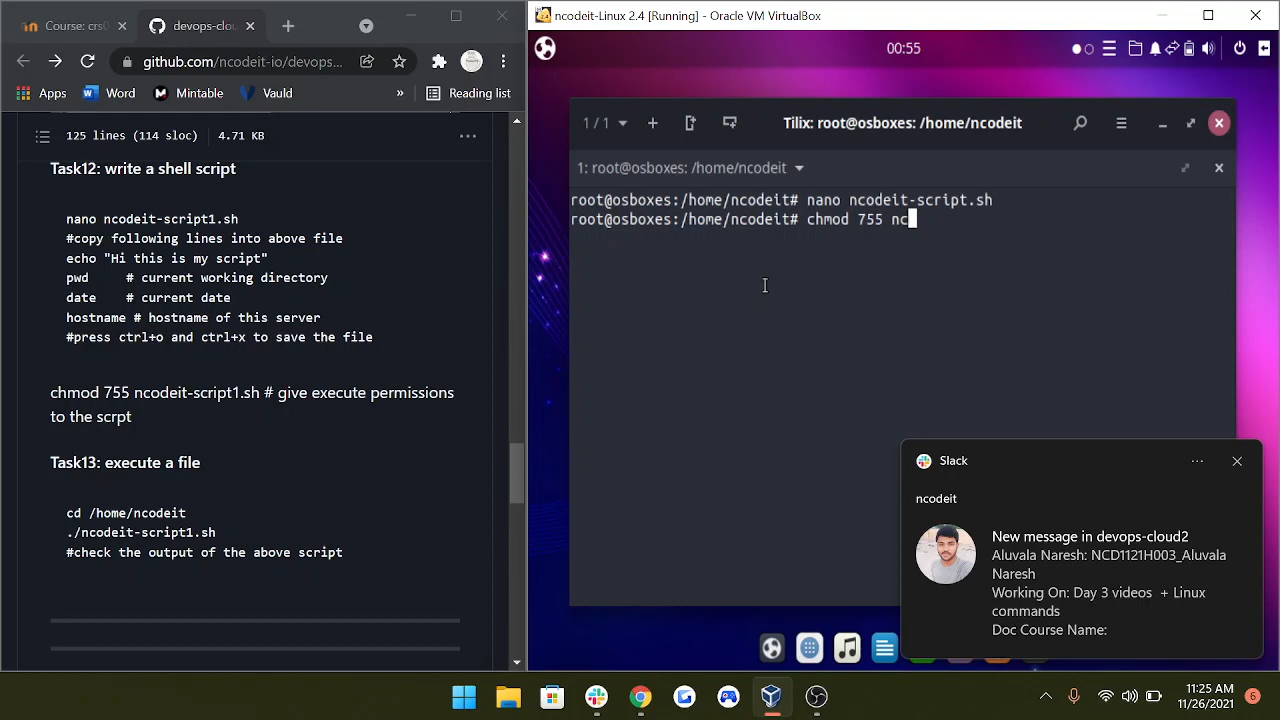 Course: crs0
devops-clou
github.com/ncodeit-io/devops...
Apps
Word
Mintable
Vauld
»
Reading list
125 lines (114 sloc)
4.71 KB
Task12: write a shell script
nano ncodeit-script1.sh
#copy following lines into above file
echo "Hi this is my script"
pwd # current working directory
date # current date
hostname # hostname of this server
#press ctrl+o and ctrl+x to save the file
chmod 755 ncodeit-script1.sh # give execute permissions
to the scrpt
Task13: execute a file
cd /home/ncodeit
./ncodeit-script1.sh
#check the output of the above script
ncodeit-Linux 2.4 [Running] - Oracle VM VirtualBox
00:55
1 / 1
Tilix: root@osboxes: /home/ncodeit
1: root@osboxes: /home/ncodeit
root@osboxes:/home/ncodeit# nano ncodeit-script.sh
root@osboxes:/home/ncodeit# chmod 755 nc
Slack
ncodeit
New message in devops-cloud2
Aluvala Naresh: NCD1121H003_Aluvala
Naresh
Working On: Day 3 videos + Linux
commands
Doc Course Name:
11:25 AM
11/26/2021
6